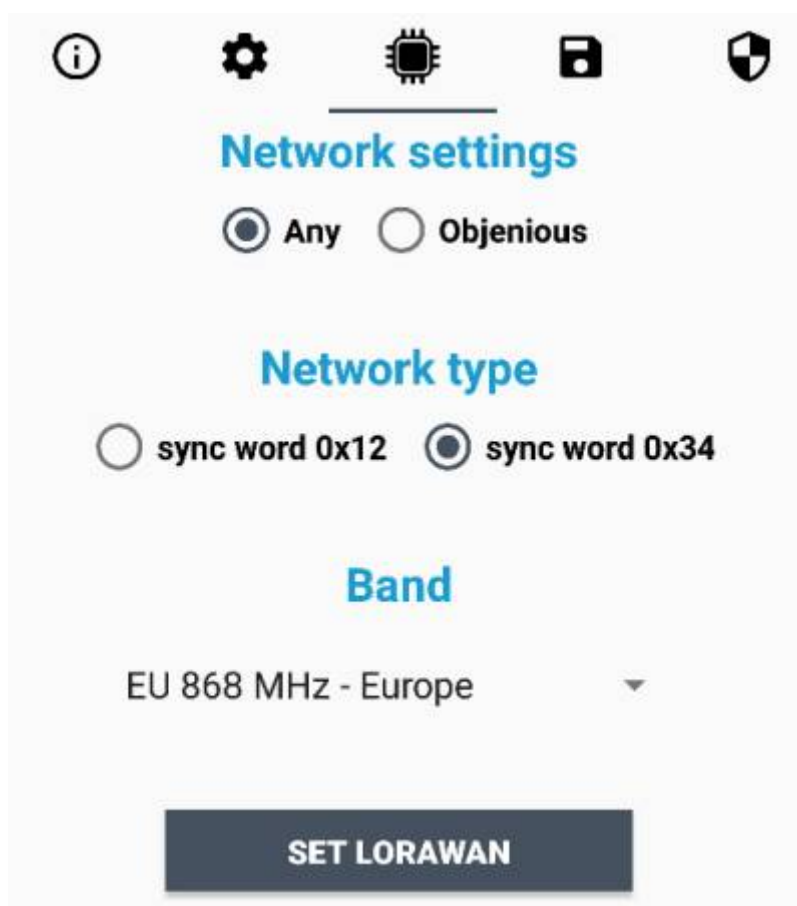 Network settings
Any Objenious
Network type
sync word 0x12 sync word 0x34
Band
EU 868 MHz - Europe
SET LORAWAN